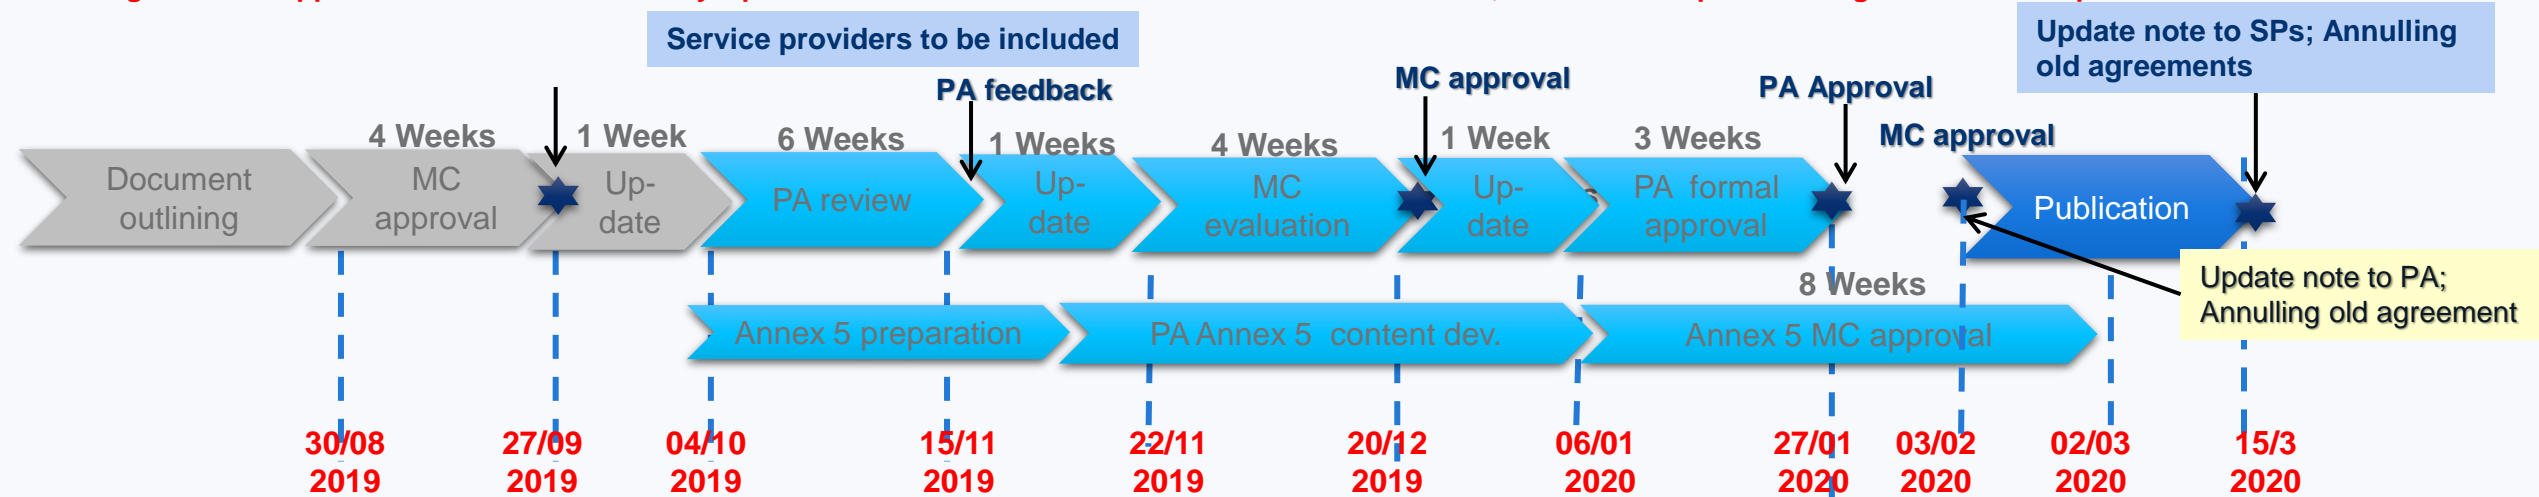 Service providers to be included
Update note to SPs; Annulling
old agreements
PA feedback
MC approval
PA Approval
MC approval
4 Weeks
1 Week
6 Weeks
1 Weeks
4 Weeks
1 Week
3 Weeks
Document
outlining
MC
approval
Up-
date
PA review
Up-
date
MC
evaluation
Up-
date
PA formal
approval
Publication
8 Weeks
Update note to PA;
Annulling old agreement
Annex 5 preparation
PA Annex 5 content dev.
Annex 5 MC approval
30/08
2019
27/09
2019
04/10
2019
15/11
2019
22/11
2019
20/12
2019
06/01
2020
27/01
2020
03/02
2020
02/03
2020
15/3
2020